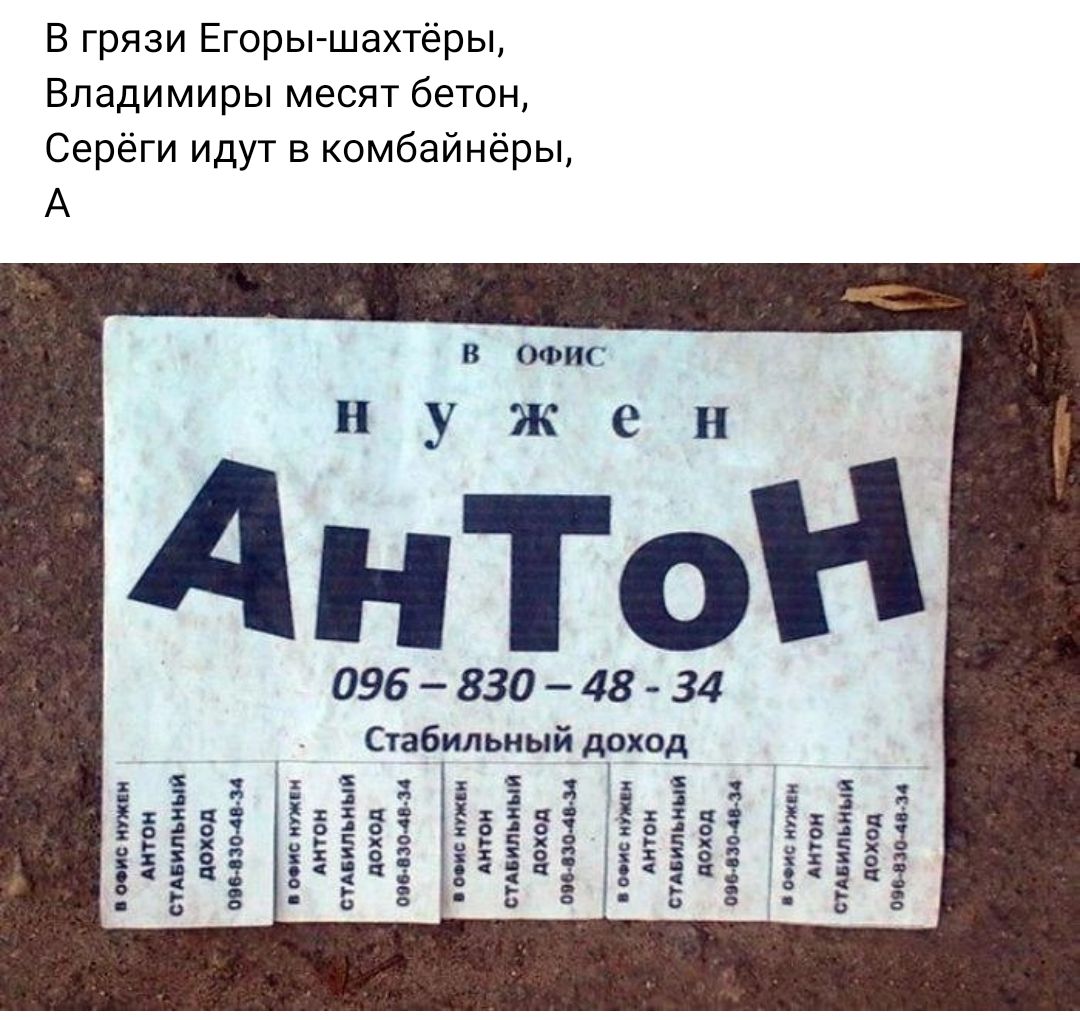 В грязи Егоры-шахтёры,
Владимиры месят бетон,
Серёги идут в комбайнёры,
А
В ОФИС
нужен
АнТоН
096 – 830 – 48 - 34
Стабильный доход
В ОФИС НУЖЕН
АНТОН
СТАБИЛЬНЫЙ
ДОХОД
096-830-48-34
В ОФИС НУЖЕН
АНТОН
СТАБИЛЬНЫЙ
ДОХОД
096-830-48-34
В ОФИС НУЖЕН
АНТОН
СТАБИЛЬНЫЙ
ДОХОД
096-830-48-34
В ОФИС НУЖЕН
АНТОН
СТАБИЛЬНЫЙ
ДОХОД
096-830-48-34
В ОФИС НУЖЕН
АНТОН
СТАБИЛЬНЫЙ
ДОХОД
096-830-48-34